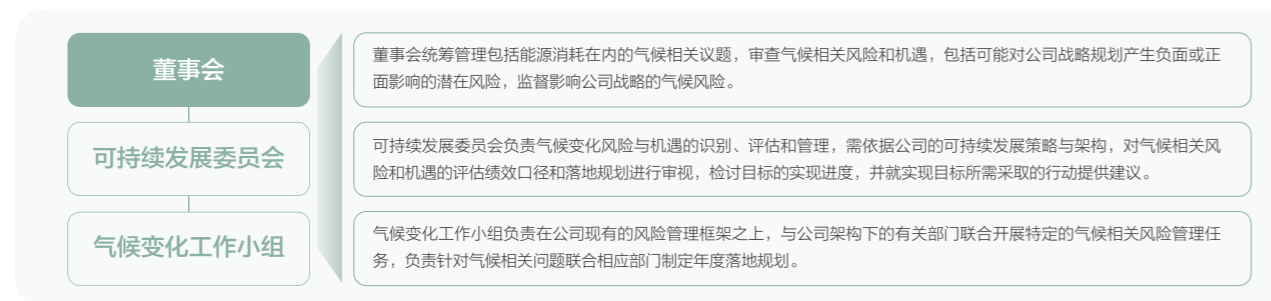 董事会
董事会统筹管理包括能源消耗在内的气候相关议题，审查气候相关风险和机遇，包括可能对公司战略规划产生负面或正
面影响的潜在风险，监督影响公司战略的气候风险。
可持续发展委员会
可持续发展委员会负责气候变化风险与机遇的识别、评估和管理，需依据公司的可持续发展策略与架构，对气候相关风
险和机遇的评估绩效口径和落地规划进行审视，检讨目标的实现进度，并就实现目标所需采取的行动提供建议。
气候变化工作小组
气候变化工作小组负责在公司现有的风险管理框架之上，与公司架构下的有关部门联合开展特定的气候相关风险管理任
务，负责针对气候相关问题联合相应部门制定年度落地规划。